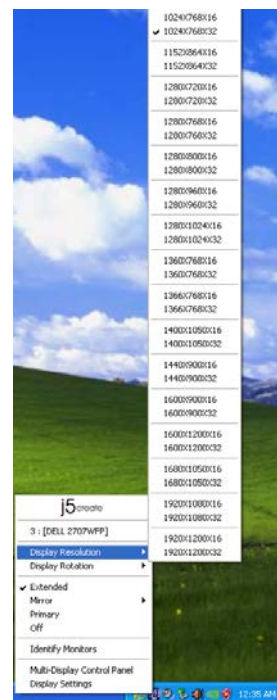 1024X768X16
1024X768X32
1152X864X16
1152X864X32
1280X720X16
1280X720X32
1280X768X16
1280X768X32
1280X800X16
1280X800X32
1280X960X16
1280X960X32
1280X1024X16
1280X1024X32
1360X768X16
1360X768X32
1366X768X16
1366X768X32
1400X1050X16
1400X1050X32
1440X900X16
1440X900X32
1600X900X16
1600X900X32
1600X1200X16
1600X1200X32
1680X1050X16
1680X1050X32
1920X1080X16
1920X1080X32
1920X1200X16
1920X1200X32
j5create
3 : [DELL 2707WFP]
Display Resolution
Display Rotation
Extended
Mirror
Primary
Off
Identify Monitors
Multi-Display Control Panel
Display Settings
12:35 AM